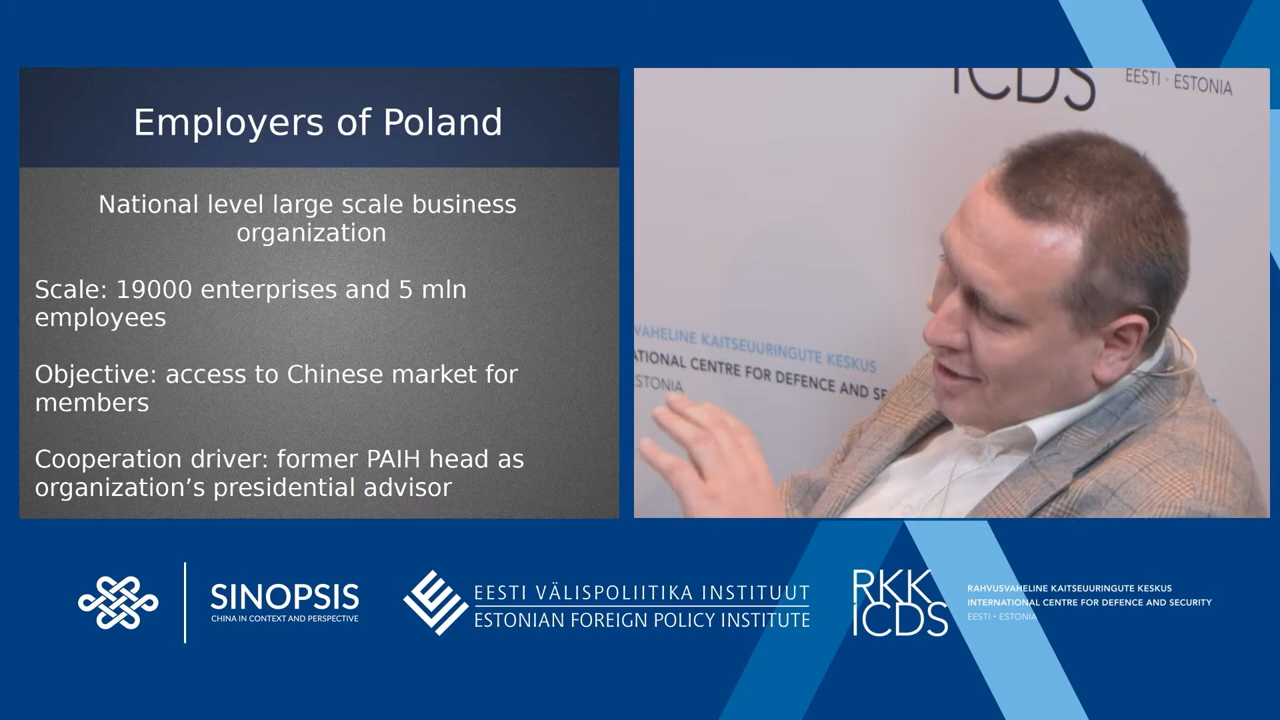 Employers of Poland
National level large scale business
organization
Scale: 19000 enterprises and 5 mln
employees
Objective: access to Chinese market for
members
Cooperation driver: former PAIH head as
organization’s presidential advisor
ICDS
EESTI · ESTONIA
VAHELINE KAITSEUURINGUTE KESKUS
ATIONAL CENTRE FOR DEFENCE AND SE
ESTONIA
SINOPSIS
CHINA IN CONTEXT AND PERSPECTIVE
EESTI VÄLISPOLIITIKA INSTITUUT
ESTONIAN FOREIGN POLICY INSTITUTE
RKK
ICDS
RAHVUSVAHELINE KAITSEUURINGUTE KESKUS
INTERNATIONAL CENTRE FOR DEFENCE AND SECURITY
EESTI · ESTONIA